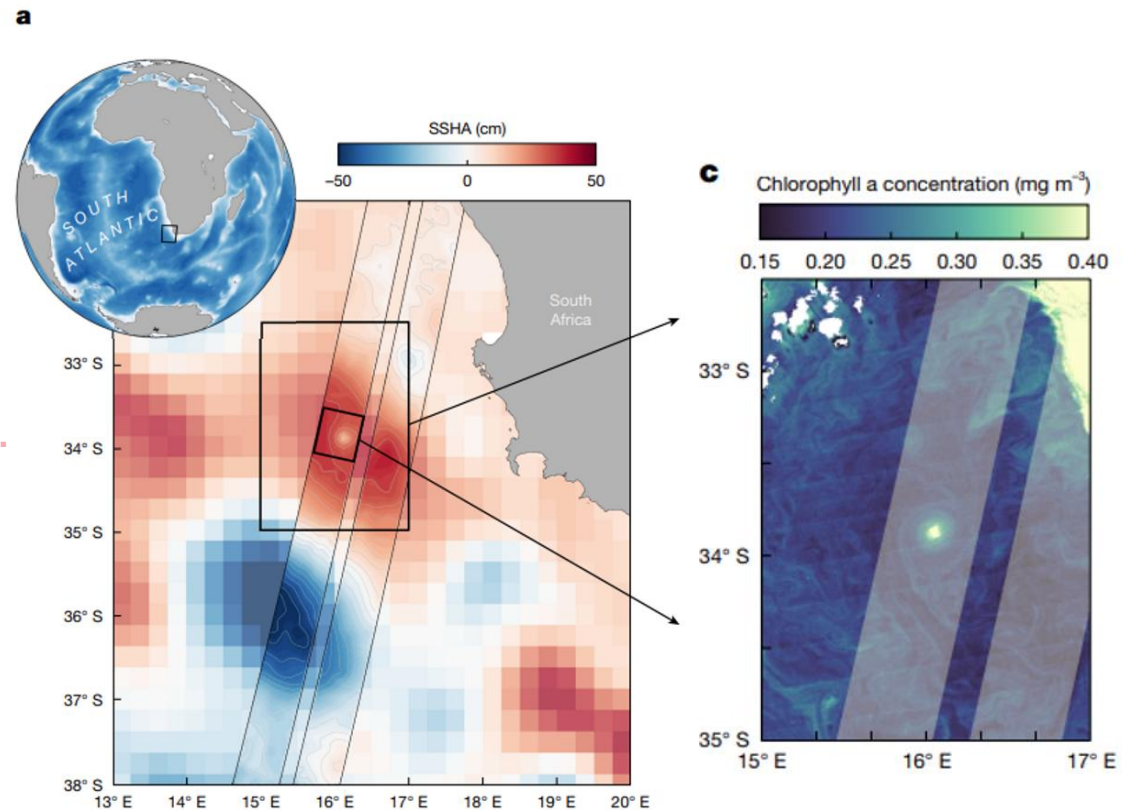 a
SOUTH
ATLANTIC
SSHA (cm)
−50 0 50
South
Africa
33° S
34° S
35° S
36° S
37° S
38° S
13° E 14° E 15° E 16° E 17° E 18° E 19° E 20° E
c
Chlorophyll a concentration (mg m⁻³)
0.15 0.20 0.25 0.30 0.35 0.40
33° S
34° S
35° S
15° E 16° E 17° E